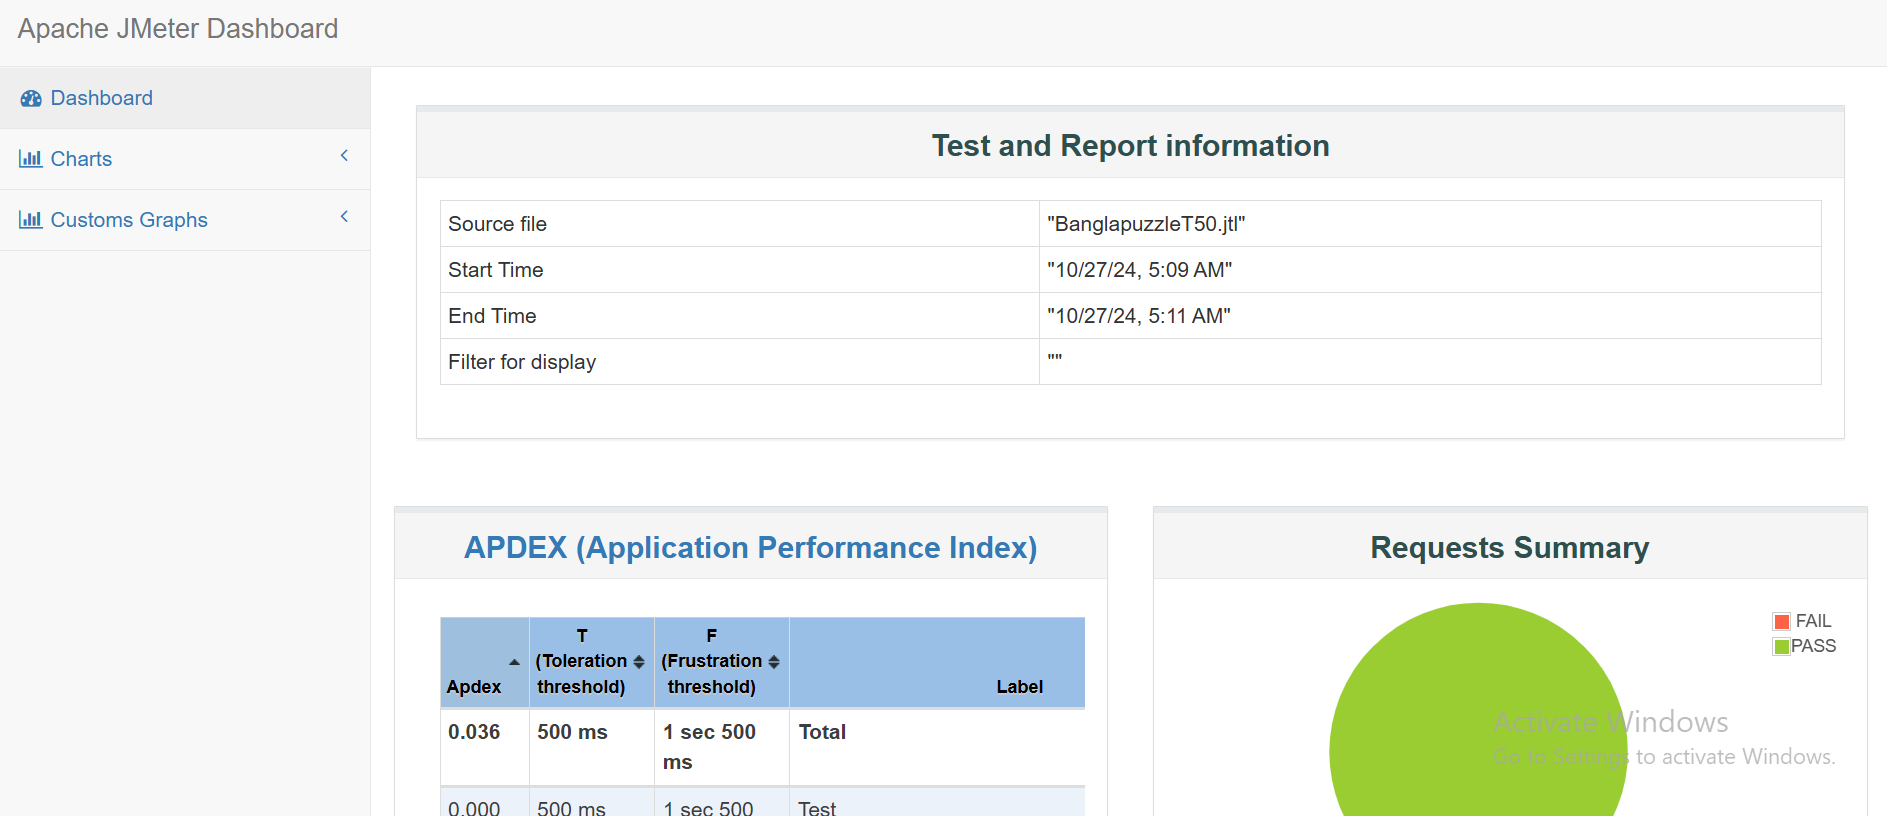 Apache JMeter Dashboard
Dashboard
Charts
Customs Graphs
Test and Report information
Source file "BanglapuzzleT50.jtl"
Start Time "10/27/24, 5:09 AM"
End Time "10/27/24, 5:11 AM"
Filter for display ""
APDEX (Application Performance Index)
Apdex T (Toleration threshold) F (Frustration threshold) Label
0.036 500 ms 1 sec 500 ms Total
0.000 500 ms 1 sec 500 Test
Requests Summary
FAIL
PASS
Activate Windows
Go to Settings to activate Windows.